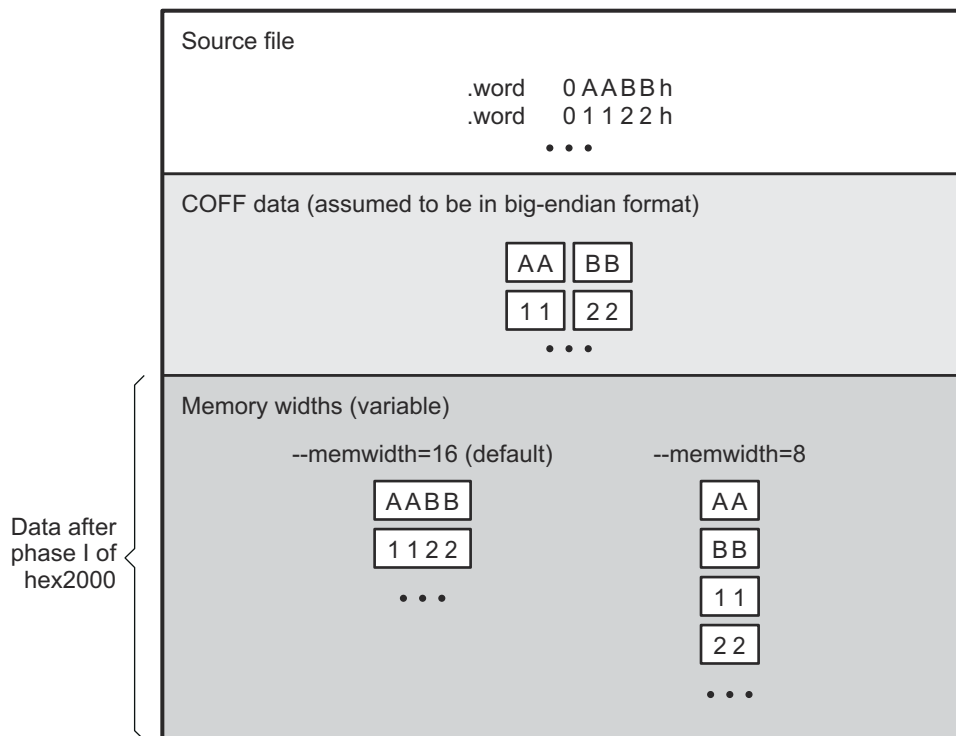 Source file
.word 0AABBh
.word 01122h
• • •
COFF data (assumed to be in big-endian format)
AA BB
11 22
• • •
Memory widths (variable)
--memwidth=16 (default) --memwidth=8
AABB AA
1122 BB
• • • 11
22
• • •
Data after
phase I of
hex2000